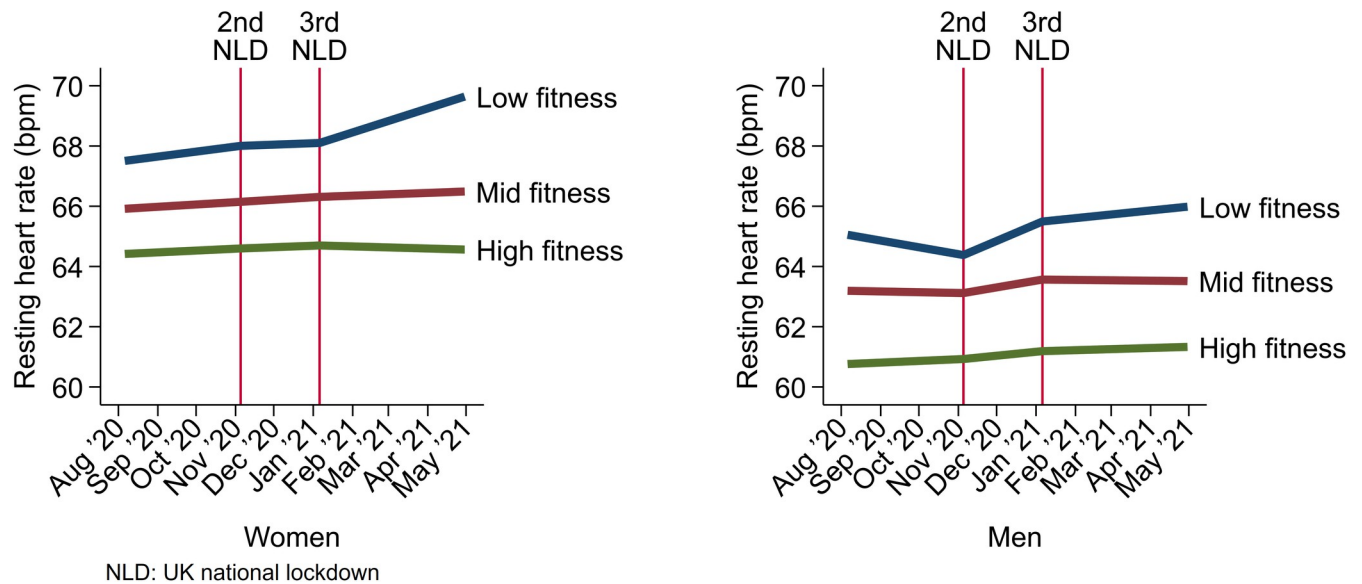 2nd
NLD
3rd
NLD
Resting heart rate (bpm)
70
68
66
64
62
60
Low fitness
Mid fitness
High fitness
Aug ’20
Sep ’20
Oct ’20
Nov ’20
Dec ’20
Jan ’21
Feb ’21
Mar ’21
Apr ’21
May ’21
Women
NLD: UK national lockdown
2nd
NLD
3rd
NLD
Resting heart rate (bpm)
70
68
66
64
62
60
Low fitness
Mid fitness
High fitness
Aug ’20
Sep ’20
Oct ’20
Nov ’20
Dec ’20
Jan ’21
Feb ’21
Mar ’21
Apr ’21
May ’21
Men